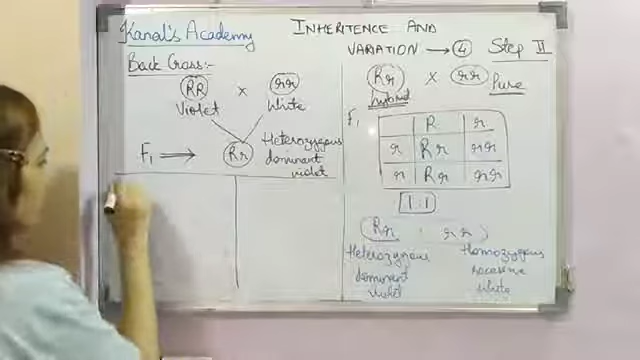 Kanal's Academy
INHERITENCE AND
VARIATION → 4 Step II
Back Cross:-
RR x rr
Violet White
F1 → Rr Heterozygous
dominant
violet
Rr x rr
hybrid Pure
F1
R r
r Rr rr
r Rr rr
1:1
Rr : rr
Heterozygous Homozygous
dominant recessive
violet white